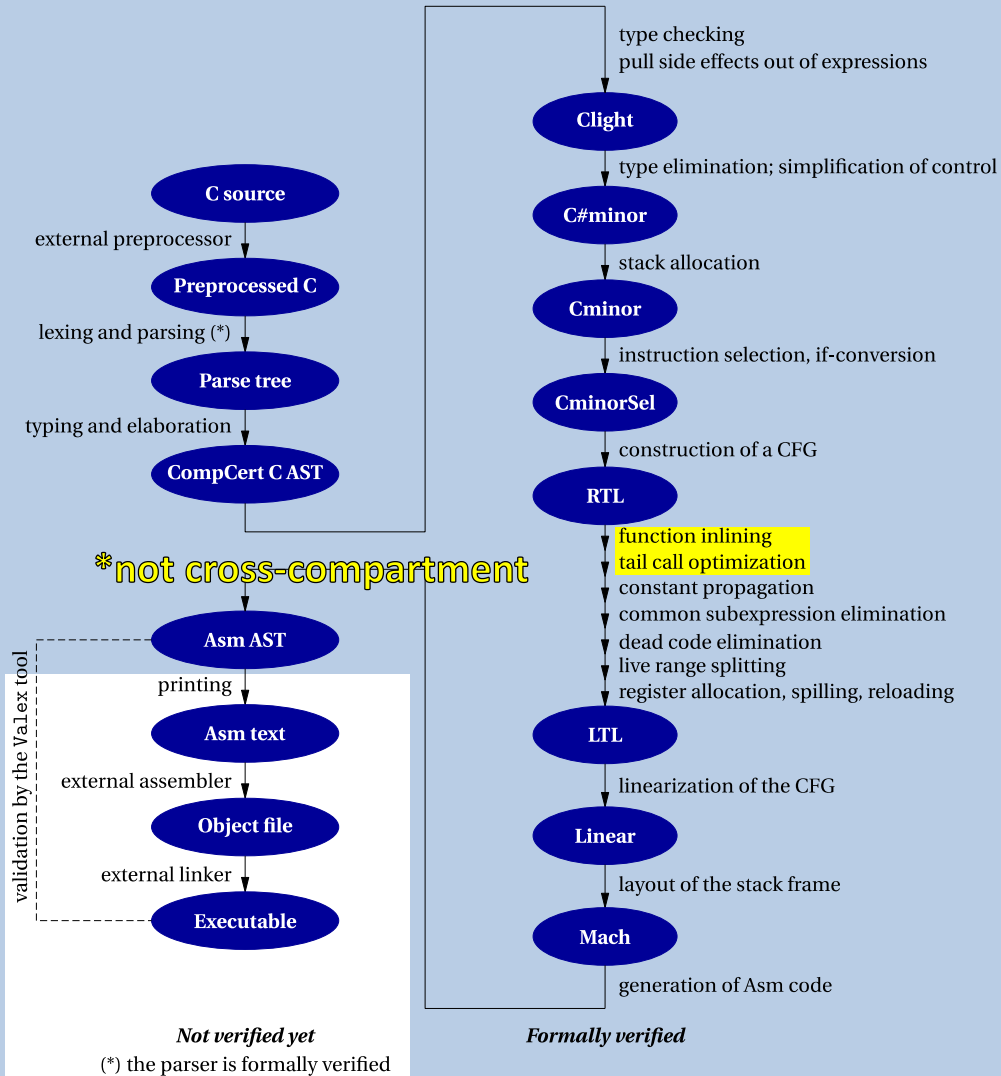 C source
external preprocessor
Preprocessed C
lexing and parsing (*)
Parse tree
typing and elaboration
CompCert C AST
type checking
pull side effects out of expressions
Clight
type elimination; simplification of control
C#minor
stack allocation
Cminor
instruction selection, if-conversion
CminorSel
construction of a CFG
RTL
function inlining
tail call optimization
constant propagation
common subexpression elimination
dead code elimination
live range splitting
register allocation, spilling, reloading
LTL
linearization of the CFG
Linear
layout of the stack frame
Mach
generation of Asm code
*not cross-compartment
Asm AST
printing
Asm text
external assembler
Object file
external linker
Executable
validation by the Valex tool
Not verified yet
(*) the parser is formally verified
Formally verified